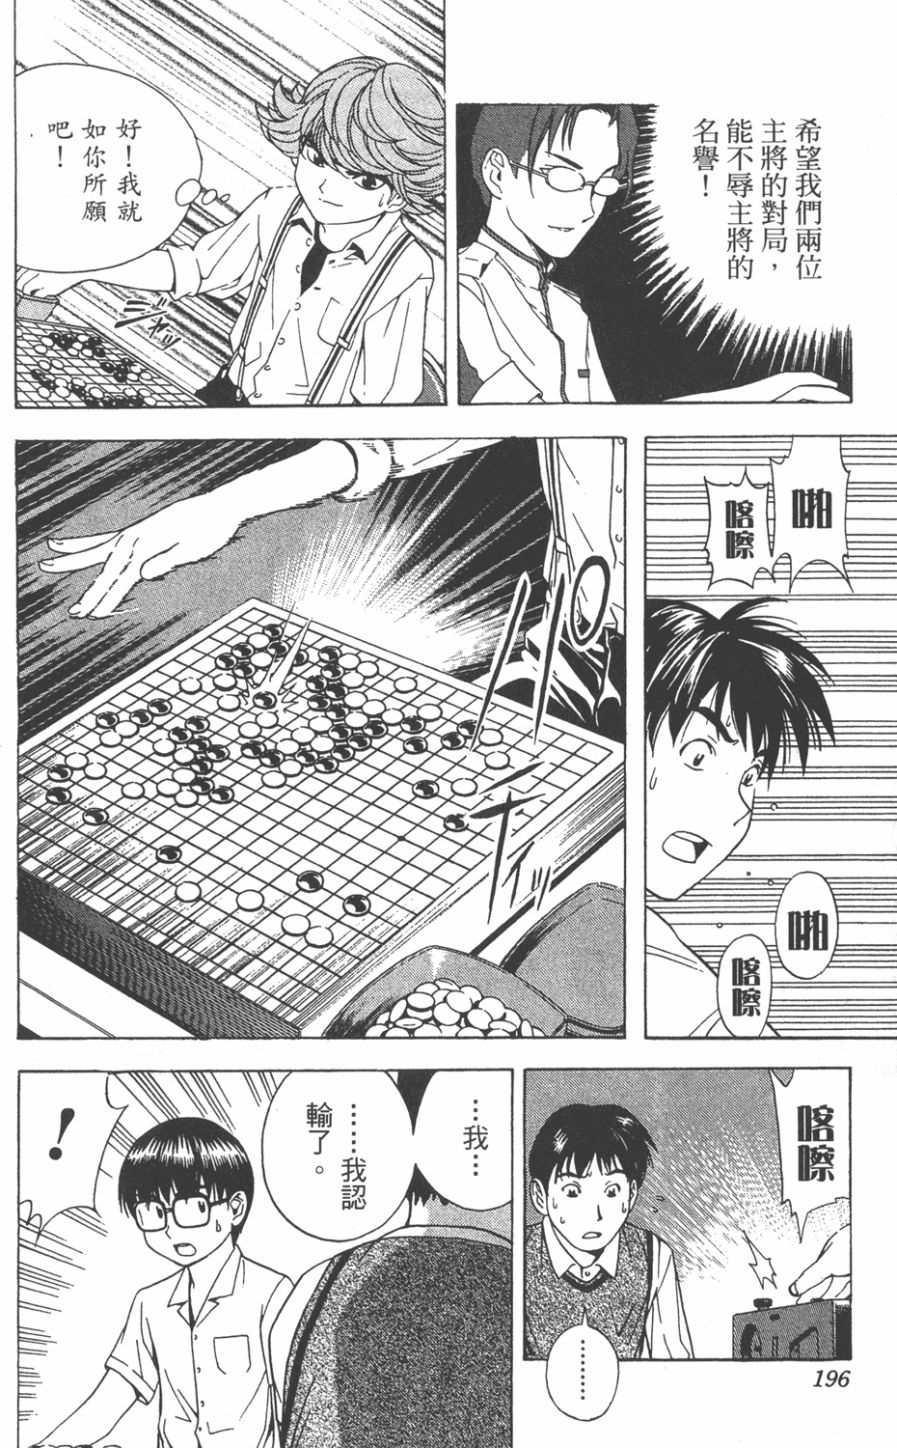 希望我們兩位
主將的對局，
能不辱主將的
名譽！
好！我就
如你所願
吧！
啪
喀嚓
啪
喀嚓
喀嚓
………
…我…
……我認
輸了。
！
196